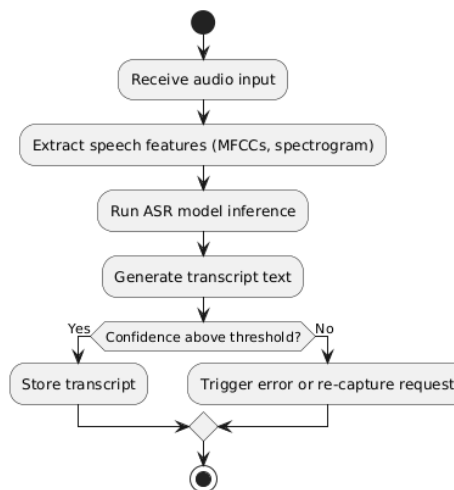 Receive audio input
Extract speech features (MFCCs, spectrogram)
Run ASR model inference
Generate transcript text
Yes
Confidence above threshold?
No
Store transcript
Trigger error or re-capture request